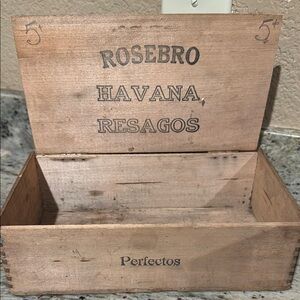 5¢ 5¢
ROSEBRO
HAVANA
RESAGOS
Perfectos